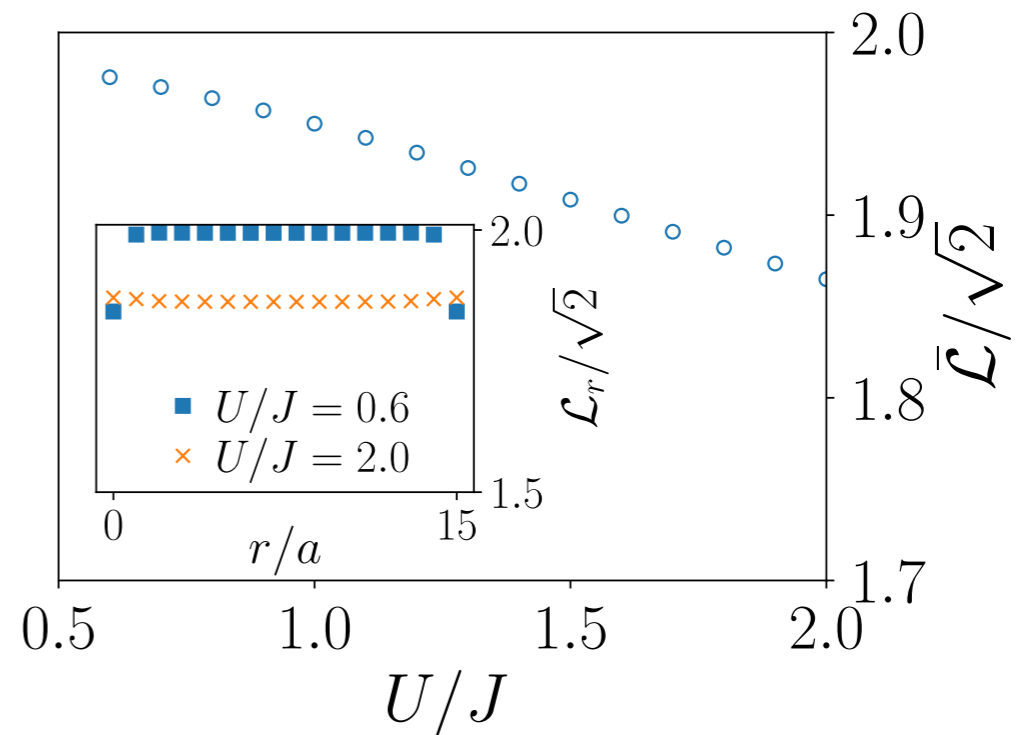 2.0
1.9
1.8
1.7
$\bar{\mathcal{L}}/\sqrt{2}$
2.0
1.5
$\mathcal{L}_r/\sqrt{2}$
$U/J = 0.6$
$U/J = 2.0$
0 15
$r/a$
0.5 1.0 1.5 2.0
$U/J$